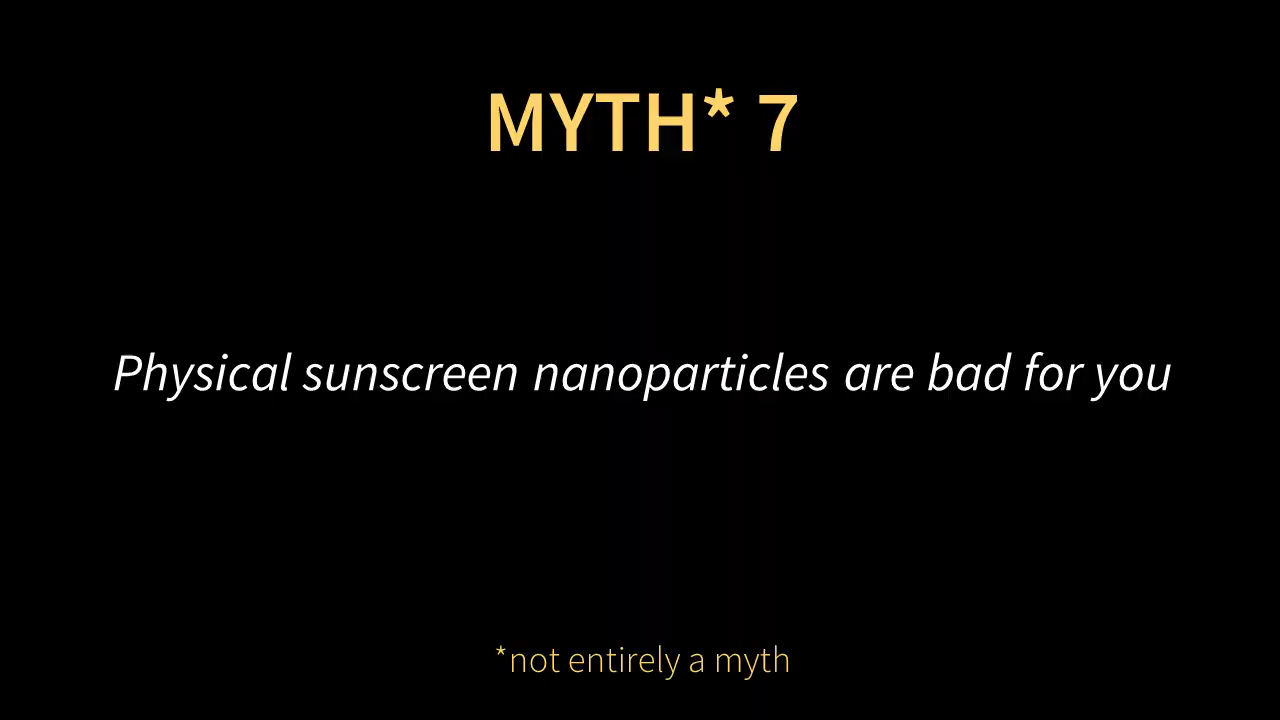 MYTH* 7
Physical sunscreen nanoparticles are bad for you
*not entirely a myth